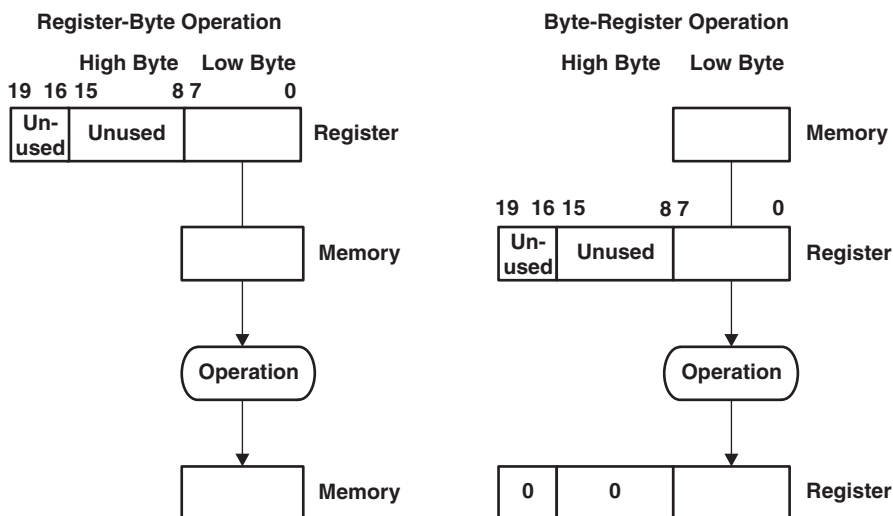 Register-Byte Operation
High Byte Low Byte
19 16 15 8 7 0
Un-
used
Unused
Register
Memory
Operation
Memory
Byte-Register Operation
High Byte Low Byte
Memory
19 16 15 8 7 0
Un-
used
Unused
Register
Operation
0 0
Register